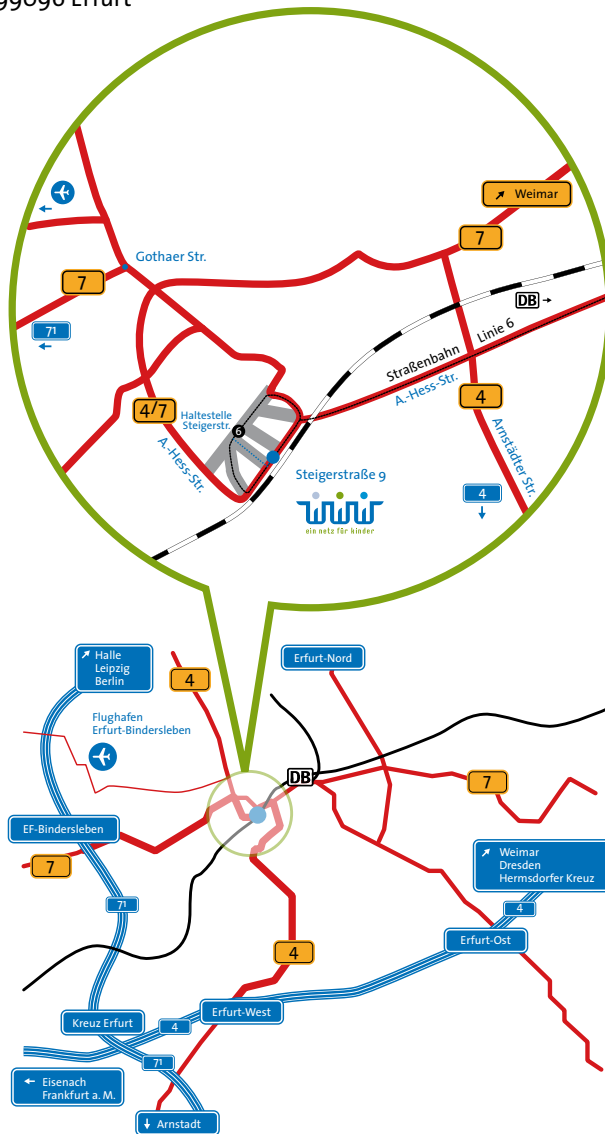 99096 Erfurt
Weimar
7
Gothaer Str.
7
DB
71
Straßenbahn Linie 6
A.-Hess-Str.
4
4/7
Haltestelle
Steigerstr.
6
A.-Hess-Str.
Arnstädter Str.
Steigerstraße 9
4
www
ein netz für kinder
Halle
Leipzig
Berlin
4
Erfurt-Nord
Flughafen
Erfurt-Bindersleben
DB
7
EF-Bindersleben
7
Weimar
Dresden
Hermsdorfer Kreuz
71
4
Erfurt-Ost
4
Erfurt-West
Kreuz Erfurt
4
71
Eisenach
Frankfurt a. M.
Arnstadt